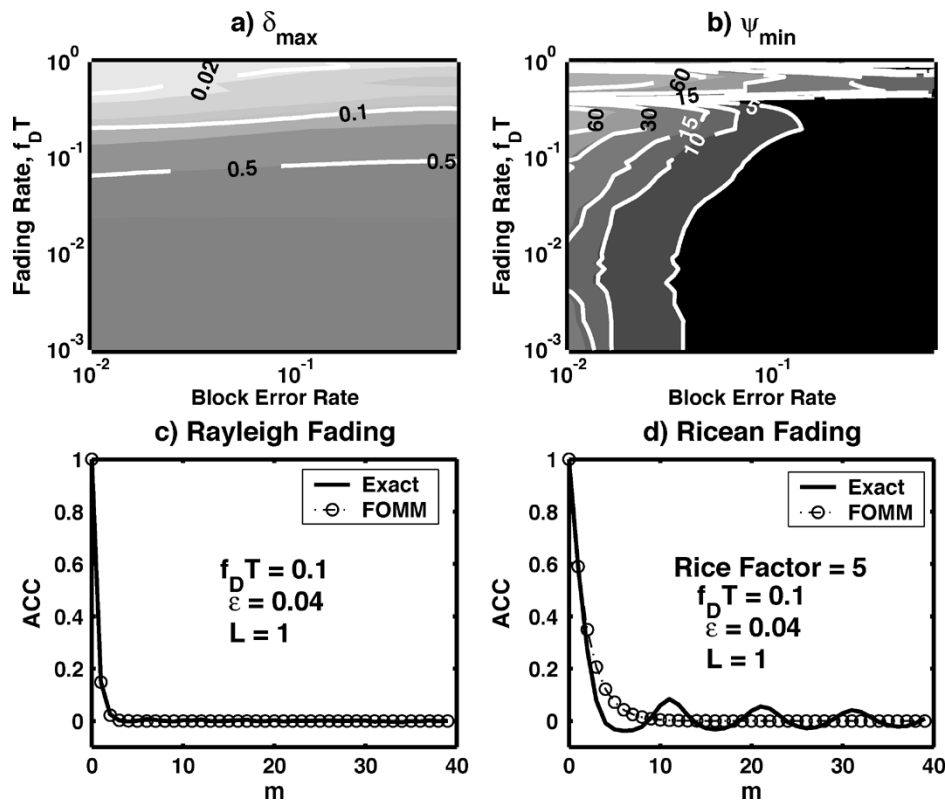 a) δmax
b) ψmin
Fading Rate, fDT
10^0
10^-1
10^-2
10^-3
0.02
0.1
0.5
0.5
10^-2
10^-1
Block Error Rate
Fading Rate, fDT
10^0
10^-1
10^-2
10^-3
60
15
5
60
30
15
10
10^-2
10^-1
Block Error Rate
c) Rayleigh Fading
ACC
1
0.8
0.6
0.4
0.2
0
Exact
FOMM
fDT = 0.1
ε = 0.04
L = 1
0
10
20
30
40
m
d) Ricean Fading
ACC
1
0.8
0.6
0.4
0.2
0
Exact
FOMM
Rice Factor = 5
fDT = 0.1
ε = 0.04
L = 1
0
10
20
30
40
m